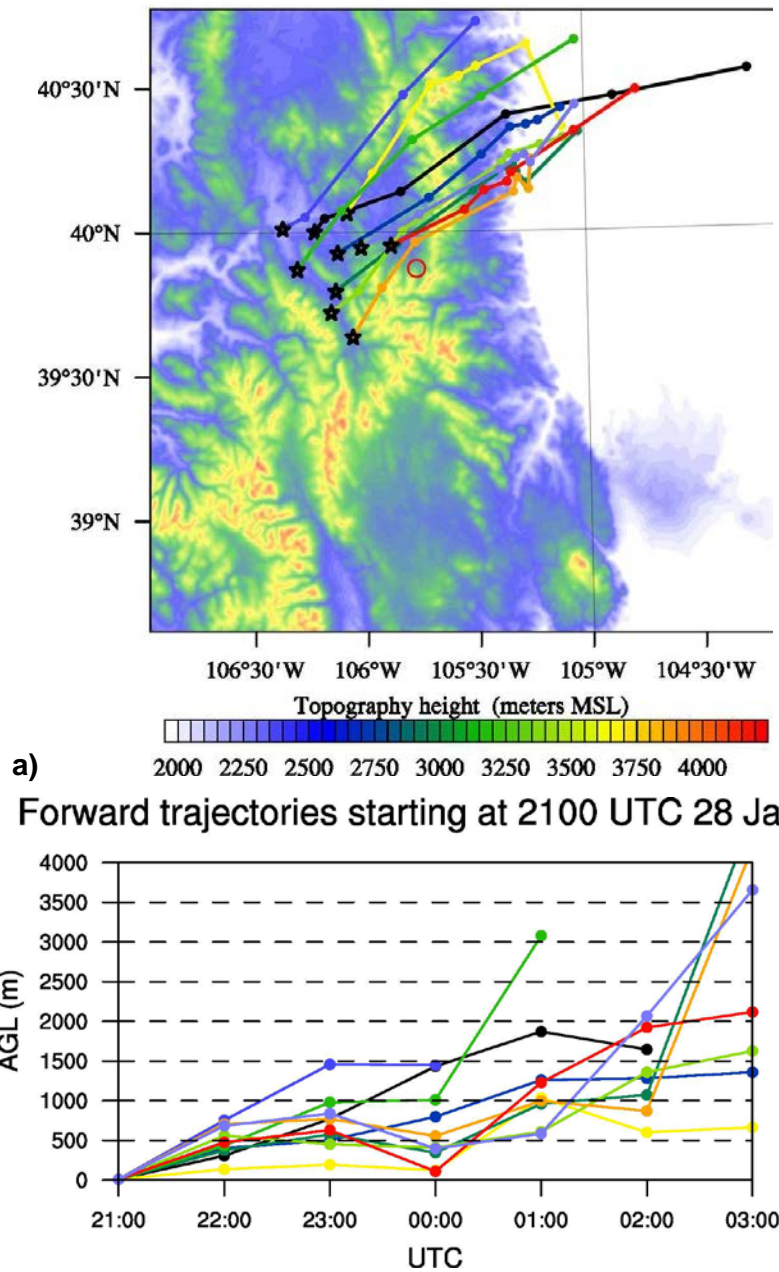 40°30'N
40°N
39°30'N
39°N
106°30'W 106°W 105°30'W 105°W 104°30'W
Topography height (meters MSL)
2000 2250 2500 2750 3000 3250 3500 3750 4000
a)
Forward trajectories starting at 2100 UTC 28 Ja
4000
3500
3000
2500
2000
1500
1000
500
0
AGL (m)
21:00 22:00 23:00 00:00 01:00 02:00 03:00
UTC